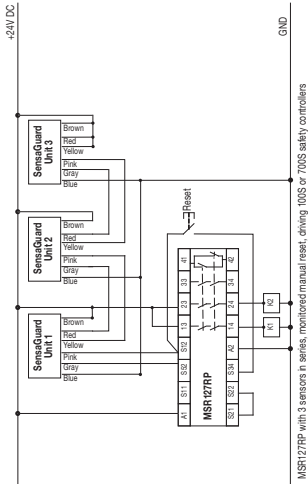 +24V DC
GND
SensaGuard
Unit 3
Brown
Red
Yellow
Pink
Gray
Blue
SensaGuard
Unit 2
Brown
Red
Yellow
Pink
Gray
Blue
SensaGuard
Unit 1
Brown
Red
Yellow
Pink
Gray
Blue
Reset
A1
S11
S52
S12
13
23
33
41
MSR127RP
S21
S22
S34
A2
14
24
34
42
K1
K2
MSR127RP with 3 sensors in series, monitored manual reset, driving 100S or 700S safety controllers